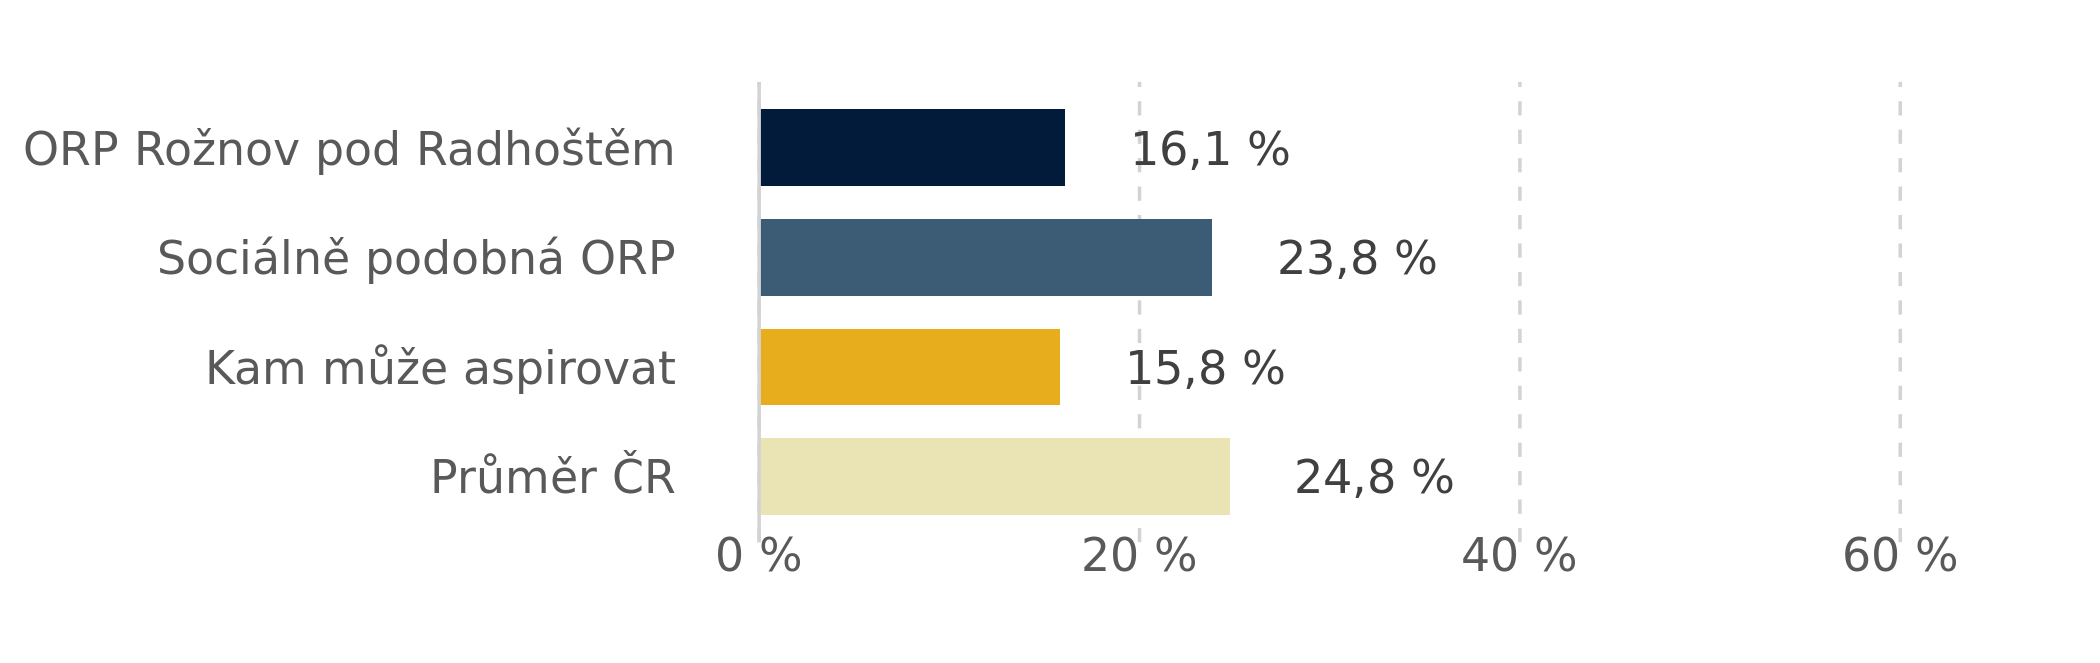 ORP Rožnov pod Radhoštěm 16,1 %
Sociálně podobná ORP 23,8 %
Kam může aspirovat 15,8 %
Průměr ČR 24,8 %
0 % 20 % 40 % 60 %